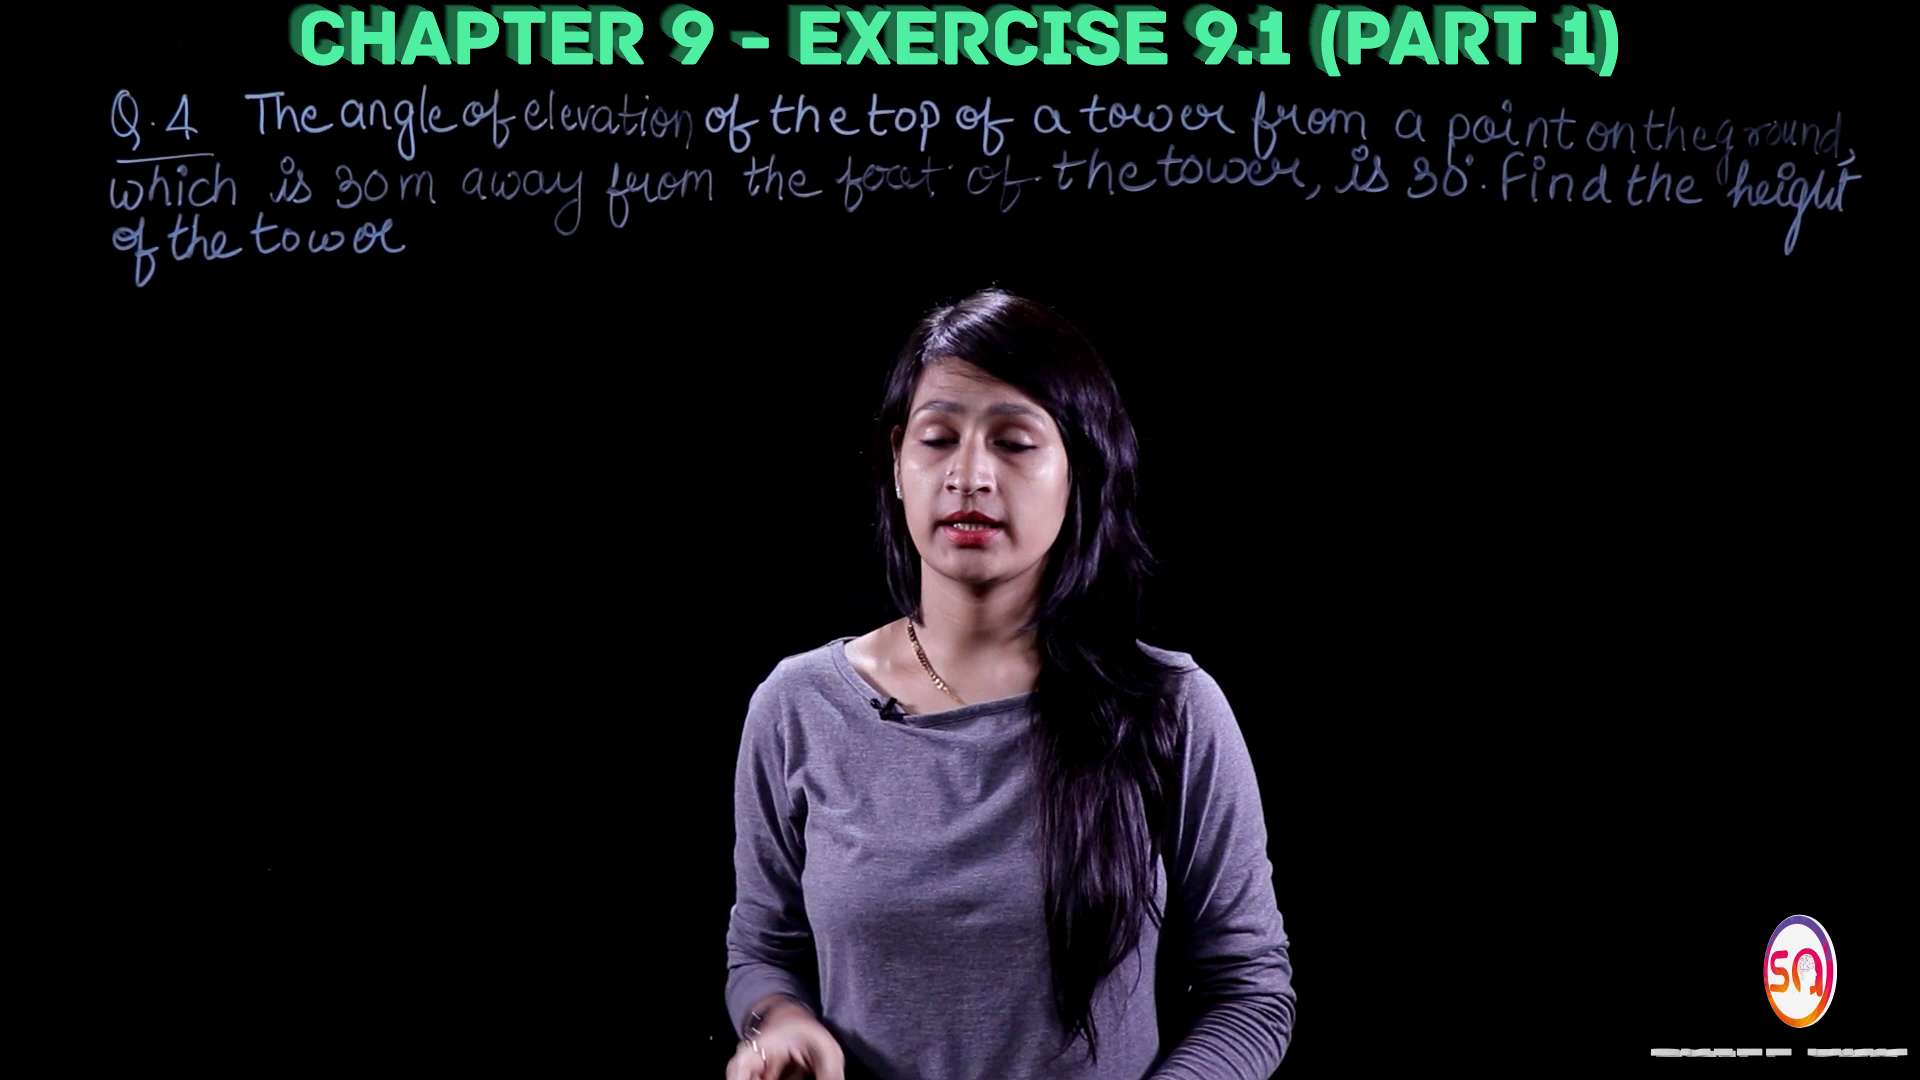 CHAPTER 9 - EXERCISE 9.1 (PART 1)
Q.4 The angle of elevation of the top of a tower from a point on the ground,
which is 30m away from the foot of the tower, is 30°. Find the height
of the tower
SQ